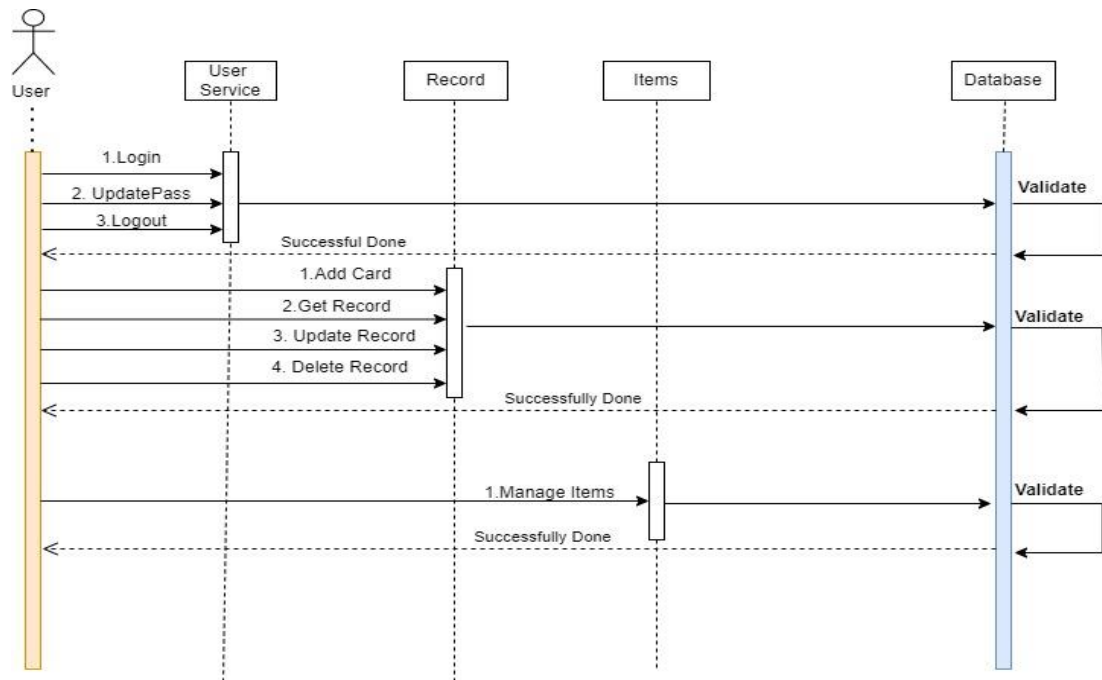 User
User
Service
Record
Items
Database
1.Login
2. UpdatePass
3.Logout
Validate
Successful Done
1.Add Card
2.Get Record
3. Update Record
4. Delete Record
Validate
Successfully Done
1.Manage Items
Validate
Successfully Done